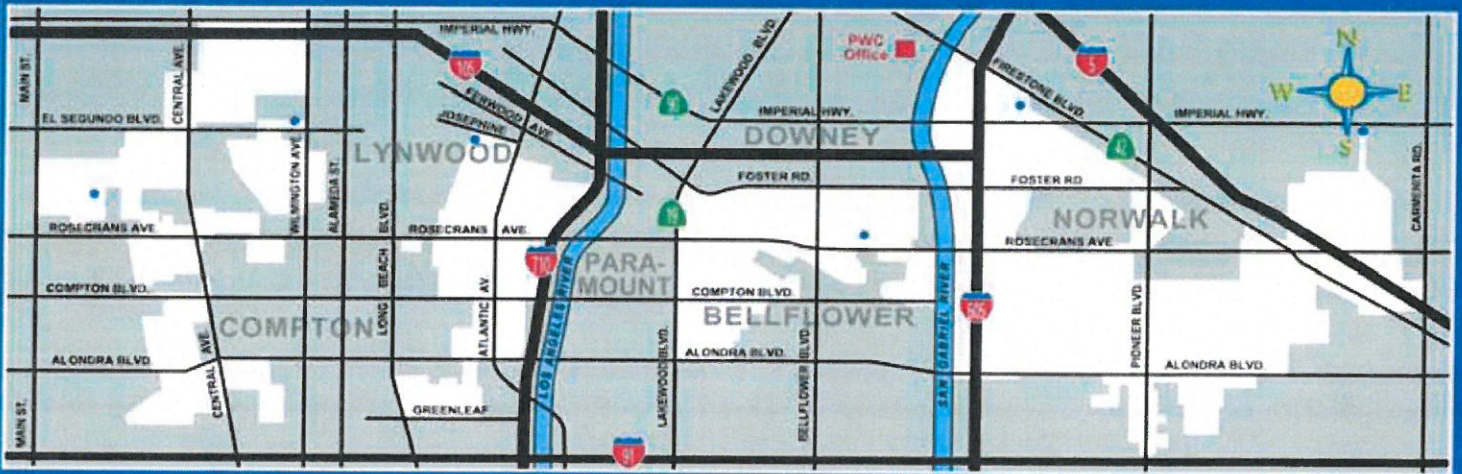 IMPERIAL HWY.
LAKEWOOD BLVD
PWC
Office
N
MAIN ST.
CENTRAL AVE.
105
5
FIRESTONE BLVD.
W
E
90
IMPERIAL HWY.
IMPERIAL HWY.
EL SEGUNDO BLVD.
FERWOOD AVE
JOSEPHINE
DOWNEY
42
S
LYNWOOD
WILMINGTON AVE.
ALAMEDA ST.
FOSTER RD.
FOSTER RD
CARMENITA RD.
LONG BEACH BLVD.
19
NORWALK
ROSECRANS AVE.
ROSECRANS AVE.
ROSECRANS AVE
710
PARA-
MOUNT
LOS ANGELES RIVER
COMPTON BLVD.
ATLANTIC AV.
COMPTON BLVD.
BELLFLOWER
605
SAN GABRIEL RIVER
COMPTON
ALONDRA BLVD.
ALONDRA BLVD.
ALONDRA BLVD.
PIONEER BLVD.
CENTRAL AVE.
LAKEWOOD BLVD.
BELLFLOWER BLVD.
MAIN ST.
GREENLEAF
91